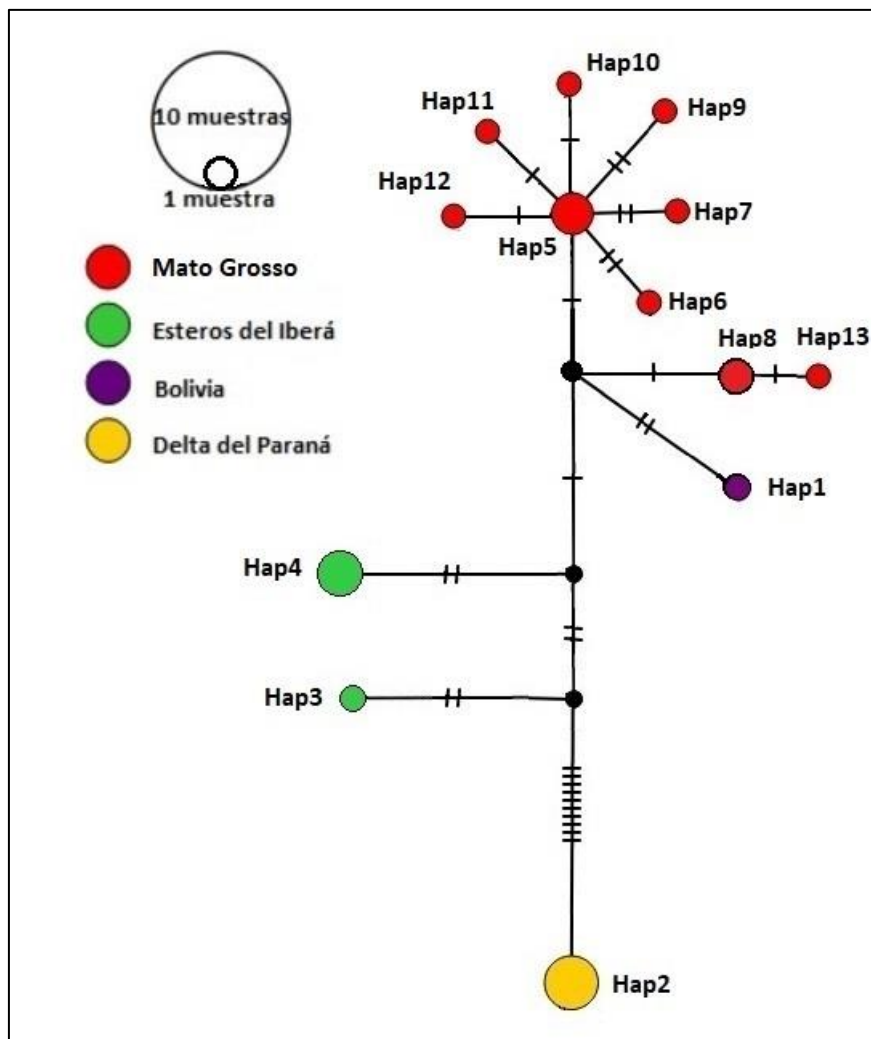 10 muestras
1 muestra
Mato Grosso
Esteros del Iberá
Bolivia
Delta del Paraná
Hap10
Hap11
Hap9
Hap12
Hap7
Hap5
Hap6
Hap8
Hap13
Hap1
Hap4
Hap3
Hap2